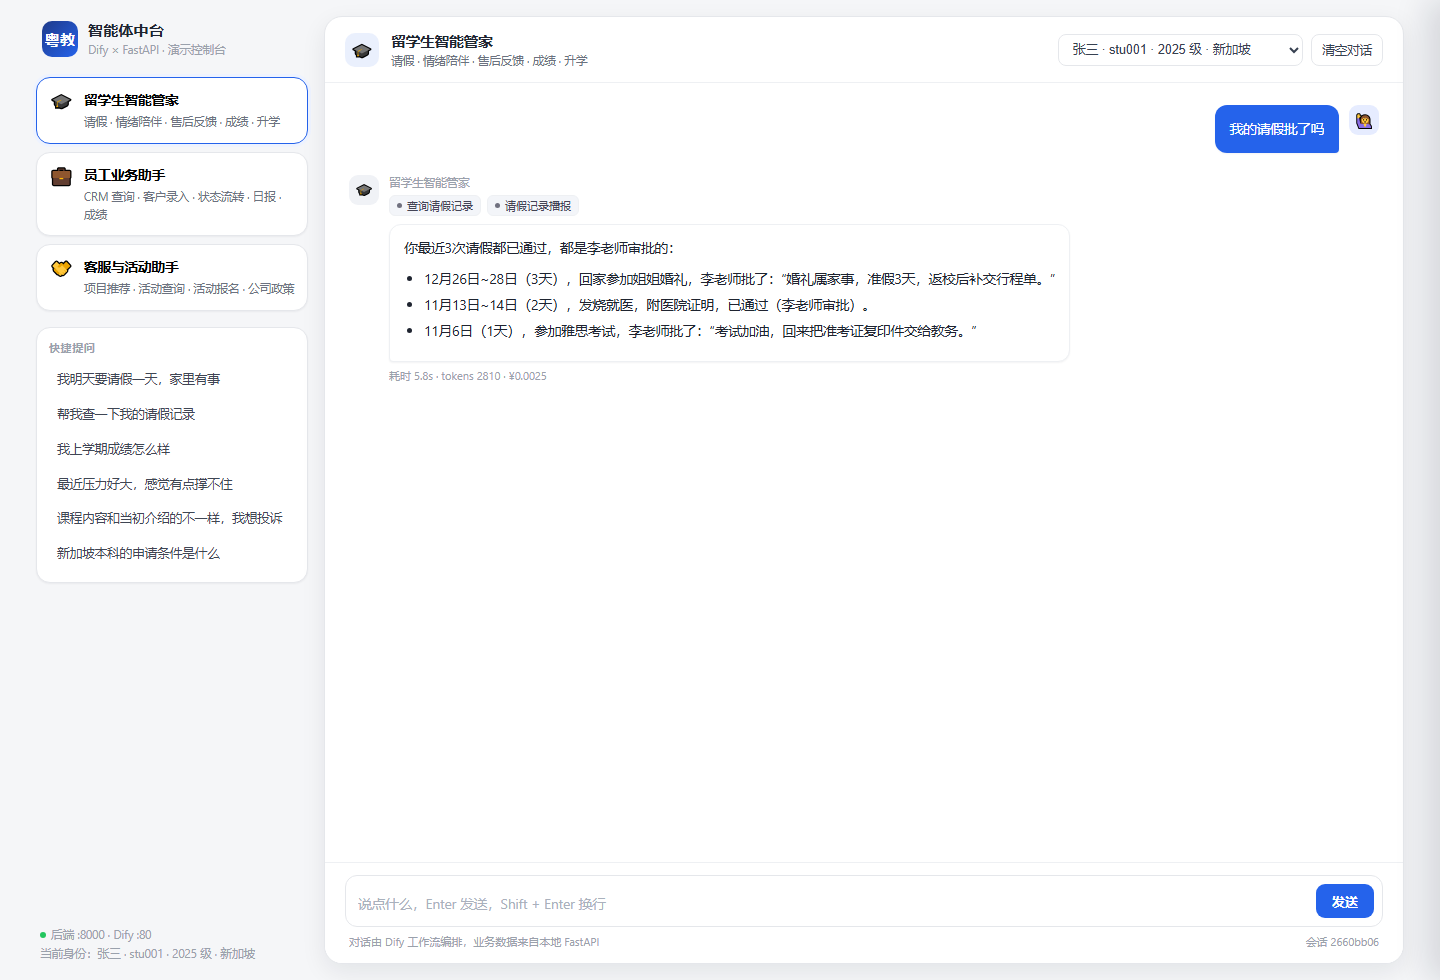 粤教
智能体中台
Dify × FastAPI · 演示控制台
留学生智能管家
请假 · 情绪陪伴 · 售后反馈 · 成绩 · 升学
员工业务助手
CRM 查询 · 客户录入 · 状态流转 · 日报 ·
成绩
客服与活动助手
项目推荐 · 活动查询 · 活动报名 · 公司政策
快捷提问
我明天要请假一天，家里有事
帮我查一下我的请假记录
我上学期成绩怎么样
最近压力好大，感觉有点撑不住
课程内容和当初介绍的不一样，我想投诉
新加坡本科的申请条件是什么
后端 :8000 · Dify :80
当前身份：张三 · stu001 · 2025 级 · 新加坡
留学生智能管家
请假 · 情绪陪伴 · 售后反馈 · 成绩 · 升学
张三 · stu001 · 2025 级 · 新加坡
清空对话
我的请假批了吗
留学生智能管家
查询请假记录
请假记录播报
你最近3次请假都已通过，都是李老师审批的：
12月26日~28日（3天），回家参加姐姐婚礼，李老师批了：“婚礼属家事，准假3天，返校后补交行程单。”
11月13日~14日（2天），发烧就医，附医院证明，已通过（李老师审批）。
11月6日（1天），参加雅思考试，李老师批了：“考试加油，回来把准考证复印件交给教务。”
耗时 5.8s · tokens 2810 · ¥0.0025
说点什么，Enter 发送，Shift + Enter 换行
发送
对话由 Dify 工作流编排，业务数据来自本地 FastAPI
会话 2660bb06